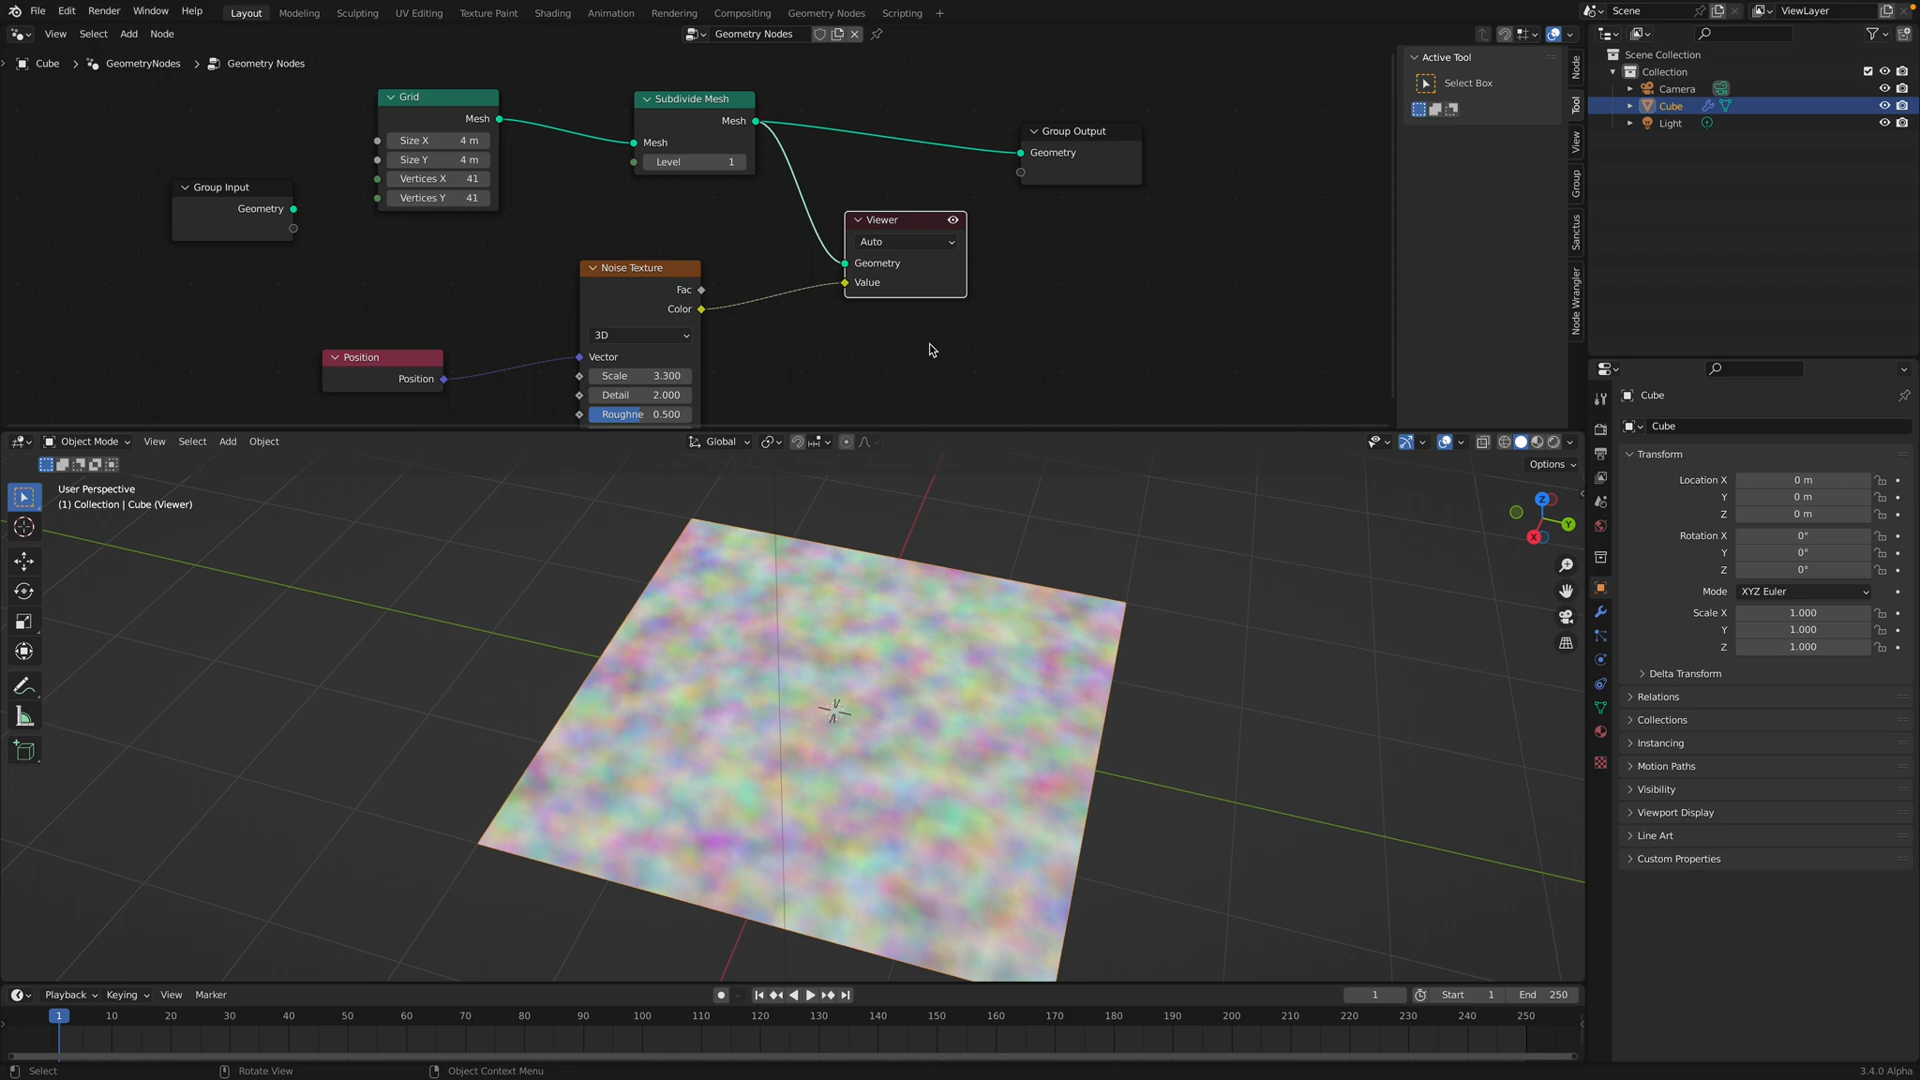 File Edit Render Window Help Layout Modeling Sculpting UV Editing Texture Paint Shading Animation Rendering Compositing Geometry Nodes Scripting + Scene ViewLayer
View Select Add Node Geometry Nodes
Cube > GeometryNodes > Geometry Nodes
Grid
Mesh
Size X 4 m
Size Y 4 m
Vertices X 41
Vertices Y 41
Subdivide Mesh
Mesh
Mesh
Level 1
Group Output
Geometry
Group Input
Geometry
Viewer
Auto
Geometry
Value
Noise Texture
Fac
Color
3D
Vector
Scale 3.300
Detail 2.000
Roughne 0.500
Position
Position
Active Tool
Select Box
Node
Tool
View
Group
Sanctus
Node Wrangler
Scene Collection
Collection
Camera
Cube
Light
Object Mode View Select Add Object Global
Options
User Perspective
(1) Collection | Cube (Viewer)
Z
Y
X
Cube
Cube
Transform
Location X 0 m
Y 0 m
Z 0 m
Rotation X 0°
Y 0°
Z 0°
Mode XYZ Euler
Scale X 1.000
Y 1.000
Z 1.000
Delta Transform
Relations
Collections
Instancing
Motion Paths
Visibility
Viewport Display
Line Art
Custom Properties
Playback Keying View Marker 1 Start 1 End 250
1 10 20 30 40 50 60 70 80 90 100 110 120 130 140 150 160 170 180 190 200 210 220 230 240 250
Select Rotate View Object Context Menu 3.4.0 Alpha